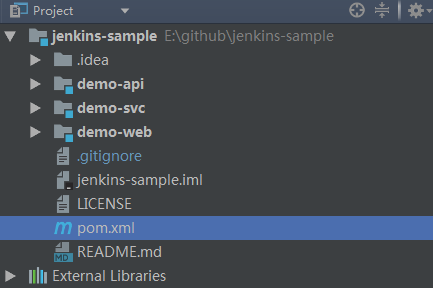 Project
jenkins-sample E:\github\jenkins-sample
.idea
demo-api
demo-svc
demo-web
.gitignore
jenkins-sample.iml
LICENSE
m pom.xml
MD README.md
External Libraries